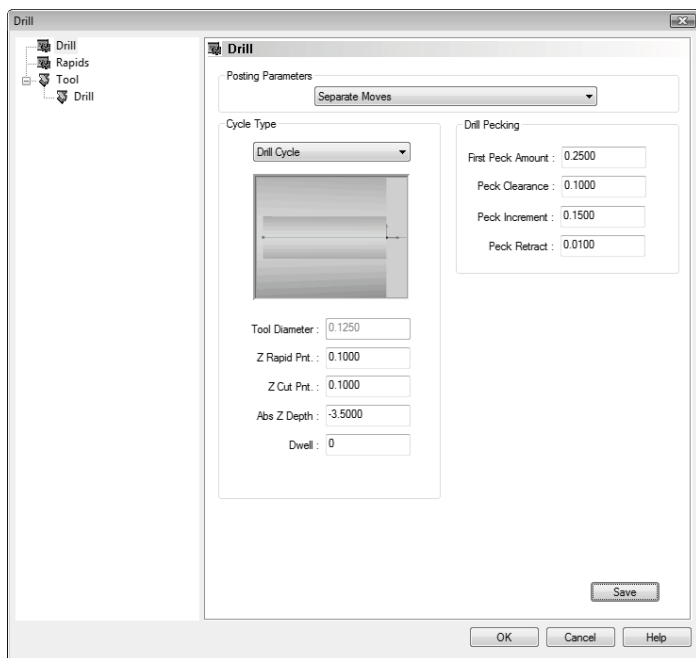 Drill
Drill
Rapids
Tool
Drill
Drill
Posting Parameters
Separate Moves
Cycle Type
Drill Cycle
Tool Diameter : 0.1250
Z Rapid Pnt. : 0.1000
Z Cut Pnt. : 0.1000
Abs Z Depth : -3.5000
Dwell : 0
Drill Pecking
First Peck Amount : 0.2500
Peck Clearance : 0.1000
Peck Increment : 0.1500
Peck Retract : 0.0100
Save
OK Cancel Help